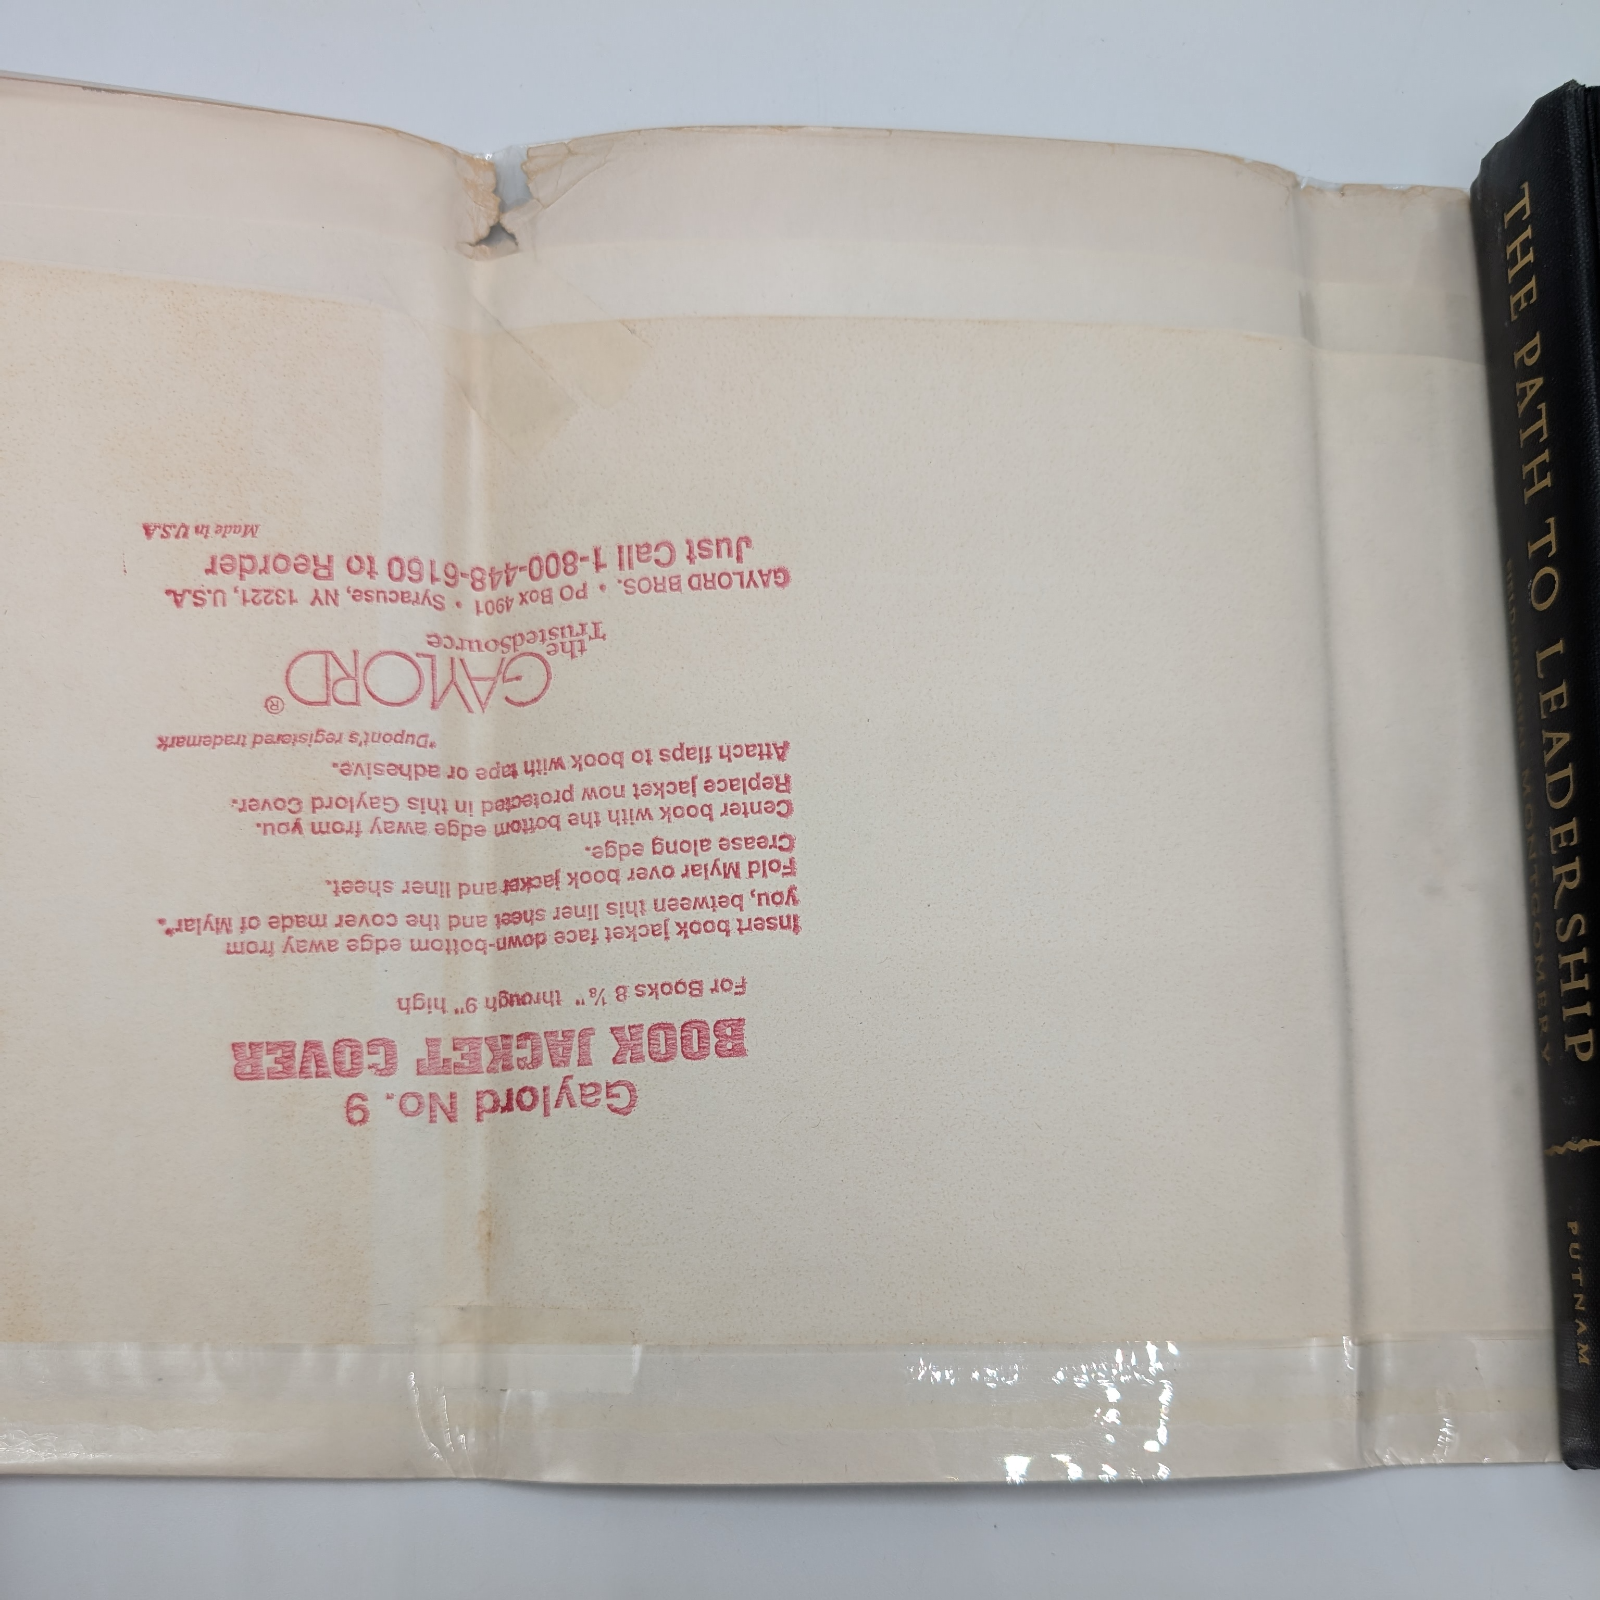 Gaylord No. 9
BOOK JACKET COVER
For Books 8 ⅞" through 9" high
Insert book jacket face down-bottom edge away from
you, between this liner sheet and the cover made of Mylar*.
Fold Mylar over book jacket and liner sheet.
Crease along edge.
Center book with the bottom edge away from you.
Replace jacket now protected in this Gaylord Cover.
Attach flaps to book with tape or adhesive.
*Dupont's registered trademark
GAYLORD®
the
TrustedSource
GAYLORD BROS. • PO Box 4901 • Syracuse, NY 13221, U.S.A.
Just Call 1-800-448-6160 to Reorder
Made in U.S.A
THE PATH TO LEADERSHIP
MARSHAL MONTGOMERY
PUTNAM